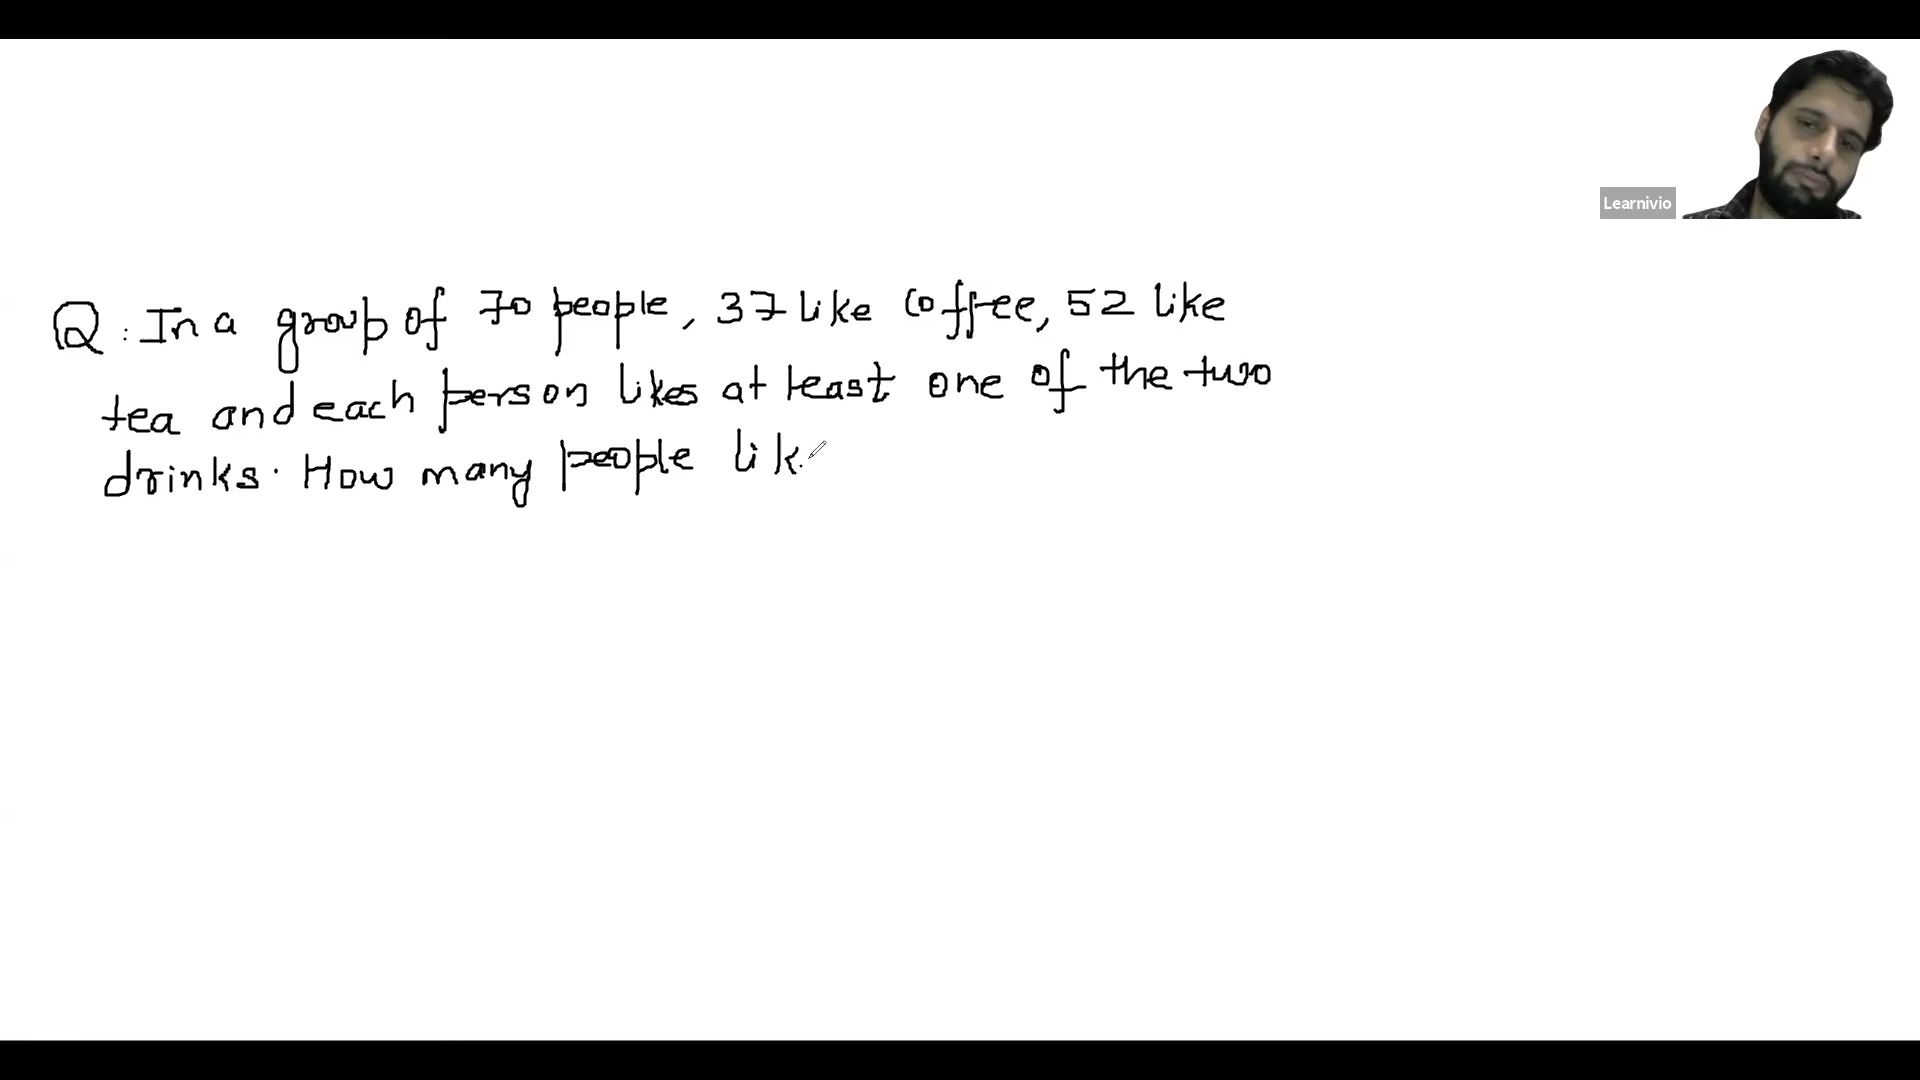 Learnivio
Q: In a group of 70 people, 37 like coffee, 52 like
tea and each person likes at least one of the two
drinks. How many people lik